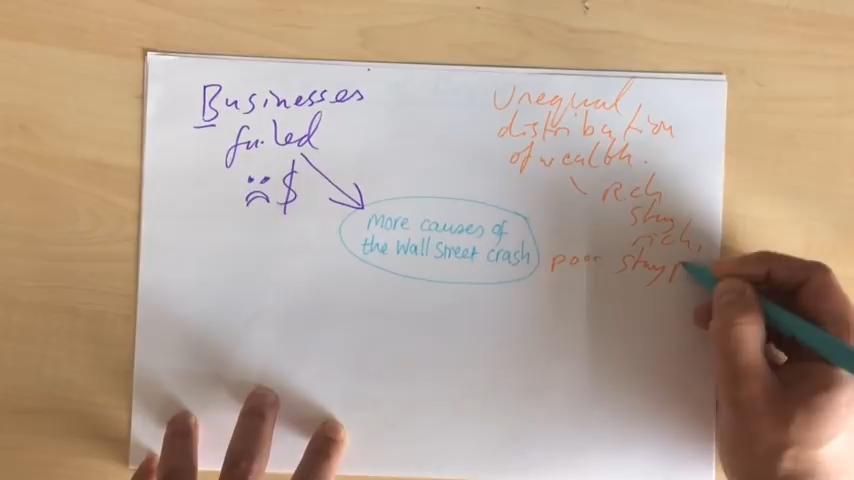 Businesses
failed
$
More causes of
the Wall Street crash
Unequal
distribution
of wealth.
rich
stay
rich,
poor stay p